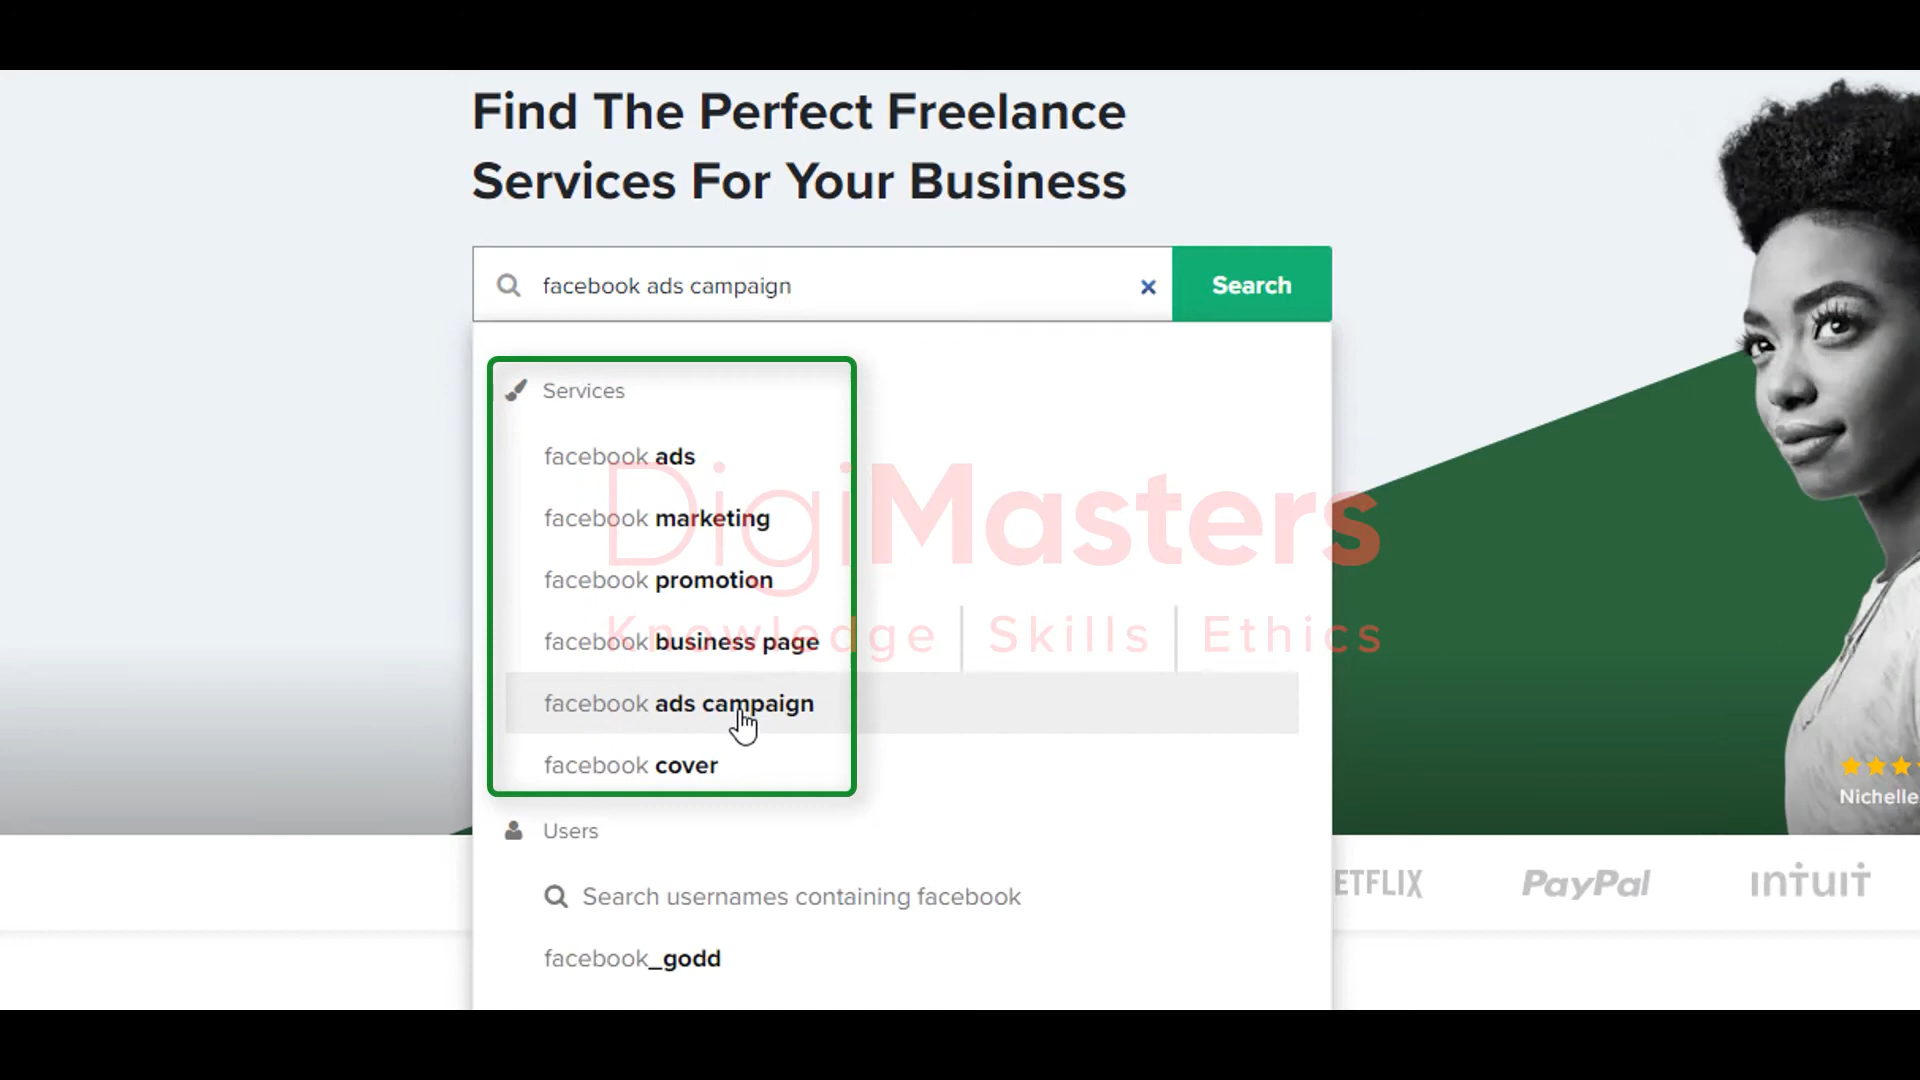 Find The Perfect Freelance
Services For Your Business
facebook ads campaign
Search
Services
facebook ads
facebook marketing
facebook promotion
facebook business page
facebook ads campaign
facebook cover
DigiMasters
Knowledge | Skills | Ethics
Users
Search usernames containing facebook
facebook_godd
Nichelle
ETFLIX
PayPal
intuit